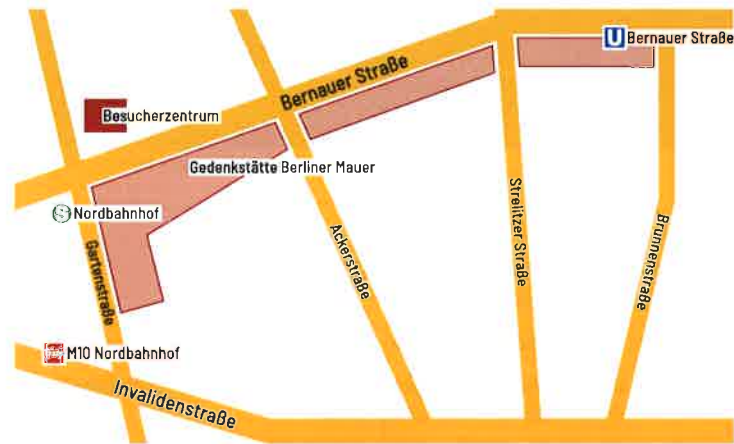 U Bernauer Straße
Bernauer Straße
Besucherzentrum
Gedenkstätte Berliner Mauer
S Nordbahnhof
Gartenstraße
Ackerstraße
Strelitzer Straße
Brunnenstraße
M10 Nordbahnhof
Invalidenstraße